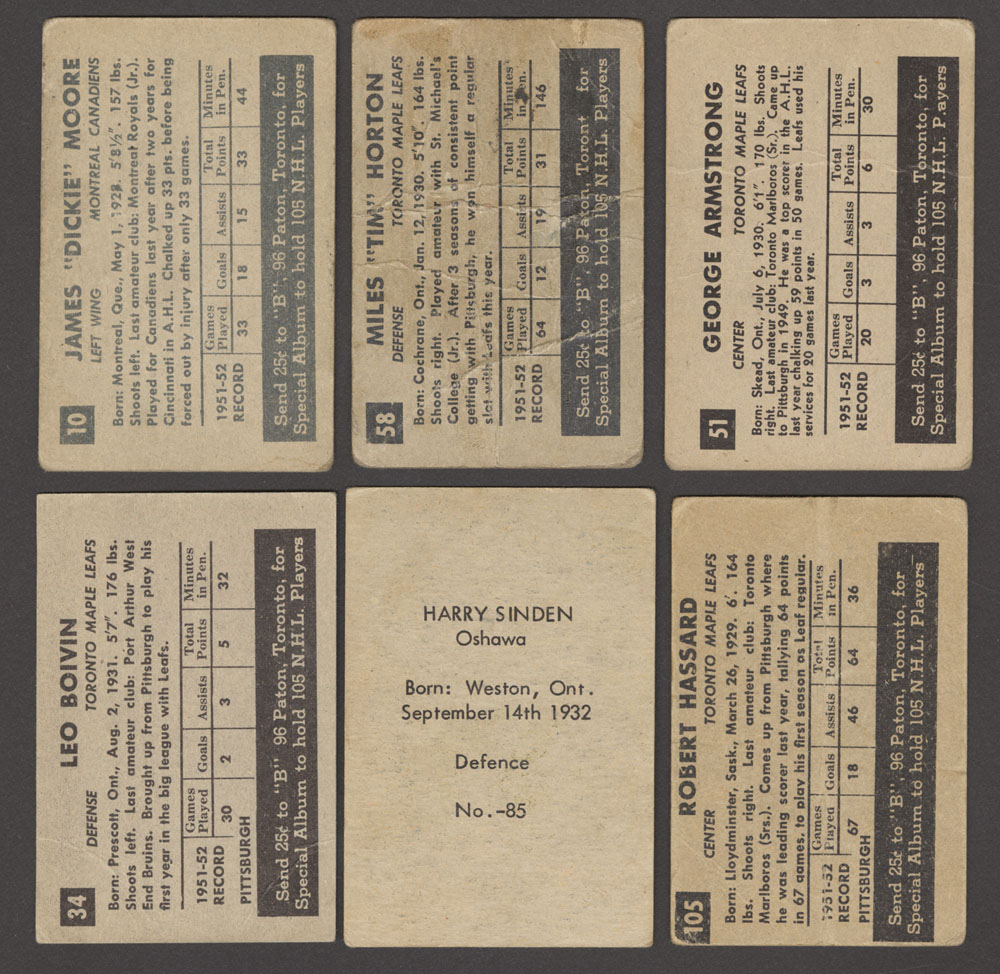 10
JAMES "DICKIE" MOORE
LEFT WING MONTREAL CANADIENS
Born: Montreal, Que., May 1, 1928. 5'8½". 157 lbs.
Shoots left. Last amateur club: Montreal Royals (Jr.).
Played for Canadiens last year after two years for
Cincinnati in A.H.L. Chalked up 33 pts. before being
forced out by injury after only 33 games.
1951-52 RECORD
Games Played Goals Assists Total Points Minutes in Pen.
33 18 15 33 44
Send 25¢ to "B", 96 Paton, Toronto, for
Special Album to hold 105 N.H.L. Players
58
MILES "TIM" HORTON
DEFENSE TORONTO MAPLE LEAFS
Born: Cochrane, Ont., Jan. 12, 1930. 5'10". 164 lbs.
Shoots right. Played amateur with St. Michael's
College (Jr.). After 3 seasons of consistent point
getting with Pittsburgh, he won himself a regular
slot with Leafs this year.
1951-52 RECORD
Games Played Goals Assists Total Points Minutes in Pen.
64 12 19 31 146
Send 25¢ to "B", 96 Paton, Toront for
Special Album to hold 105 N.H.L. Players
51
GEORGE ARMSTRONG
CENTER TORONTO MAPLE LEAFS
Born: Skead, Ont., July 6, 1930. 6'1". 170 lbs. Shoots
right. Last amateur club: Toronto Marlboros (Sr.). Came up
to Pittsburgh in 1949. He was a top scorer in the A.H.L.
last year chalking up 59 points in 50 games. Leafs used his
services for 20 games last year.
1951-52 RECORD
Games Played Goals Assists Total Points Minutes in Pen.
20 3 3 6 30
Send 25¢ to "B", 96 Paton, Toronto, for
Special Album to hold 105 N.H.L. Players
34
LEO BOIVIN
DEFENSE TORONTO MAPLE LEAFS
Born: Prescott, Ont., Aug. 2, 1931. 5'7". 176 lbs.
Shoots left. Last amateur club: Port Arthur West
End Bruins. Brought up from Pittsburgh to play his
first year in the big league with Leafs.
1951-52 RECORD
Games Played Goals Assists Total Points Minutes in Pen.
PITTSBURGH 30 2 3 5 32
Send 25¢ to "B" 96 Paton, Toronto, for
Special Album to hold 105 N.H.L. Players
HARRY SINDEN
Oshawa
Born: Weston, Ont.
September 14th 1932
Defence
No.-85
105
ROBERT HASSARD
CENTER TORONTO MAPLE LEAFS
Born: Lloydminster, Sask., March 26, 1929. 6'. 164
lbs. Shoots right. Last amateur club: Toronto
Marlboros (Srs.). Comes up from Pittsburgh where
he was leading scorer last year, tallying 64 points
in 67 games, to play his first season as Leaf regular.
1951-52 RECORD
Games Played Goals Assists Total Points Minutes in Pen.
PITTSBURGH 67 18 46 64 36
Send 25¢ to "B", 96 Paton, Toronto, for
Special Album to hold 105 N.H.L. Players